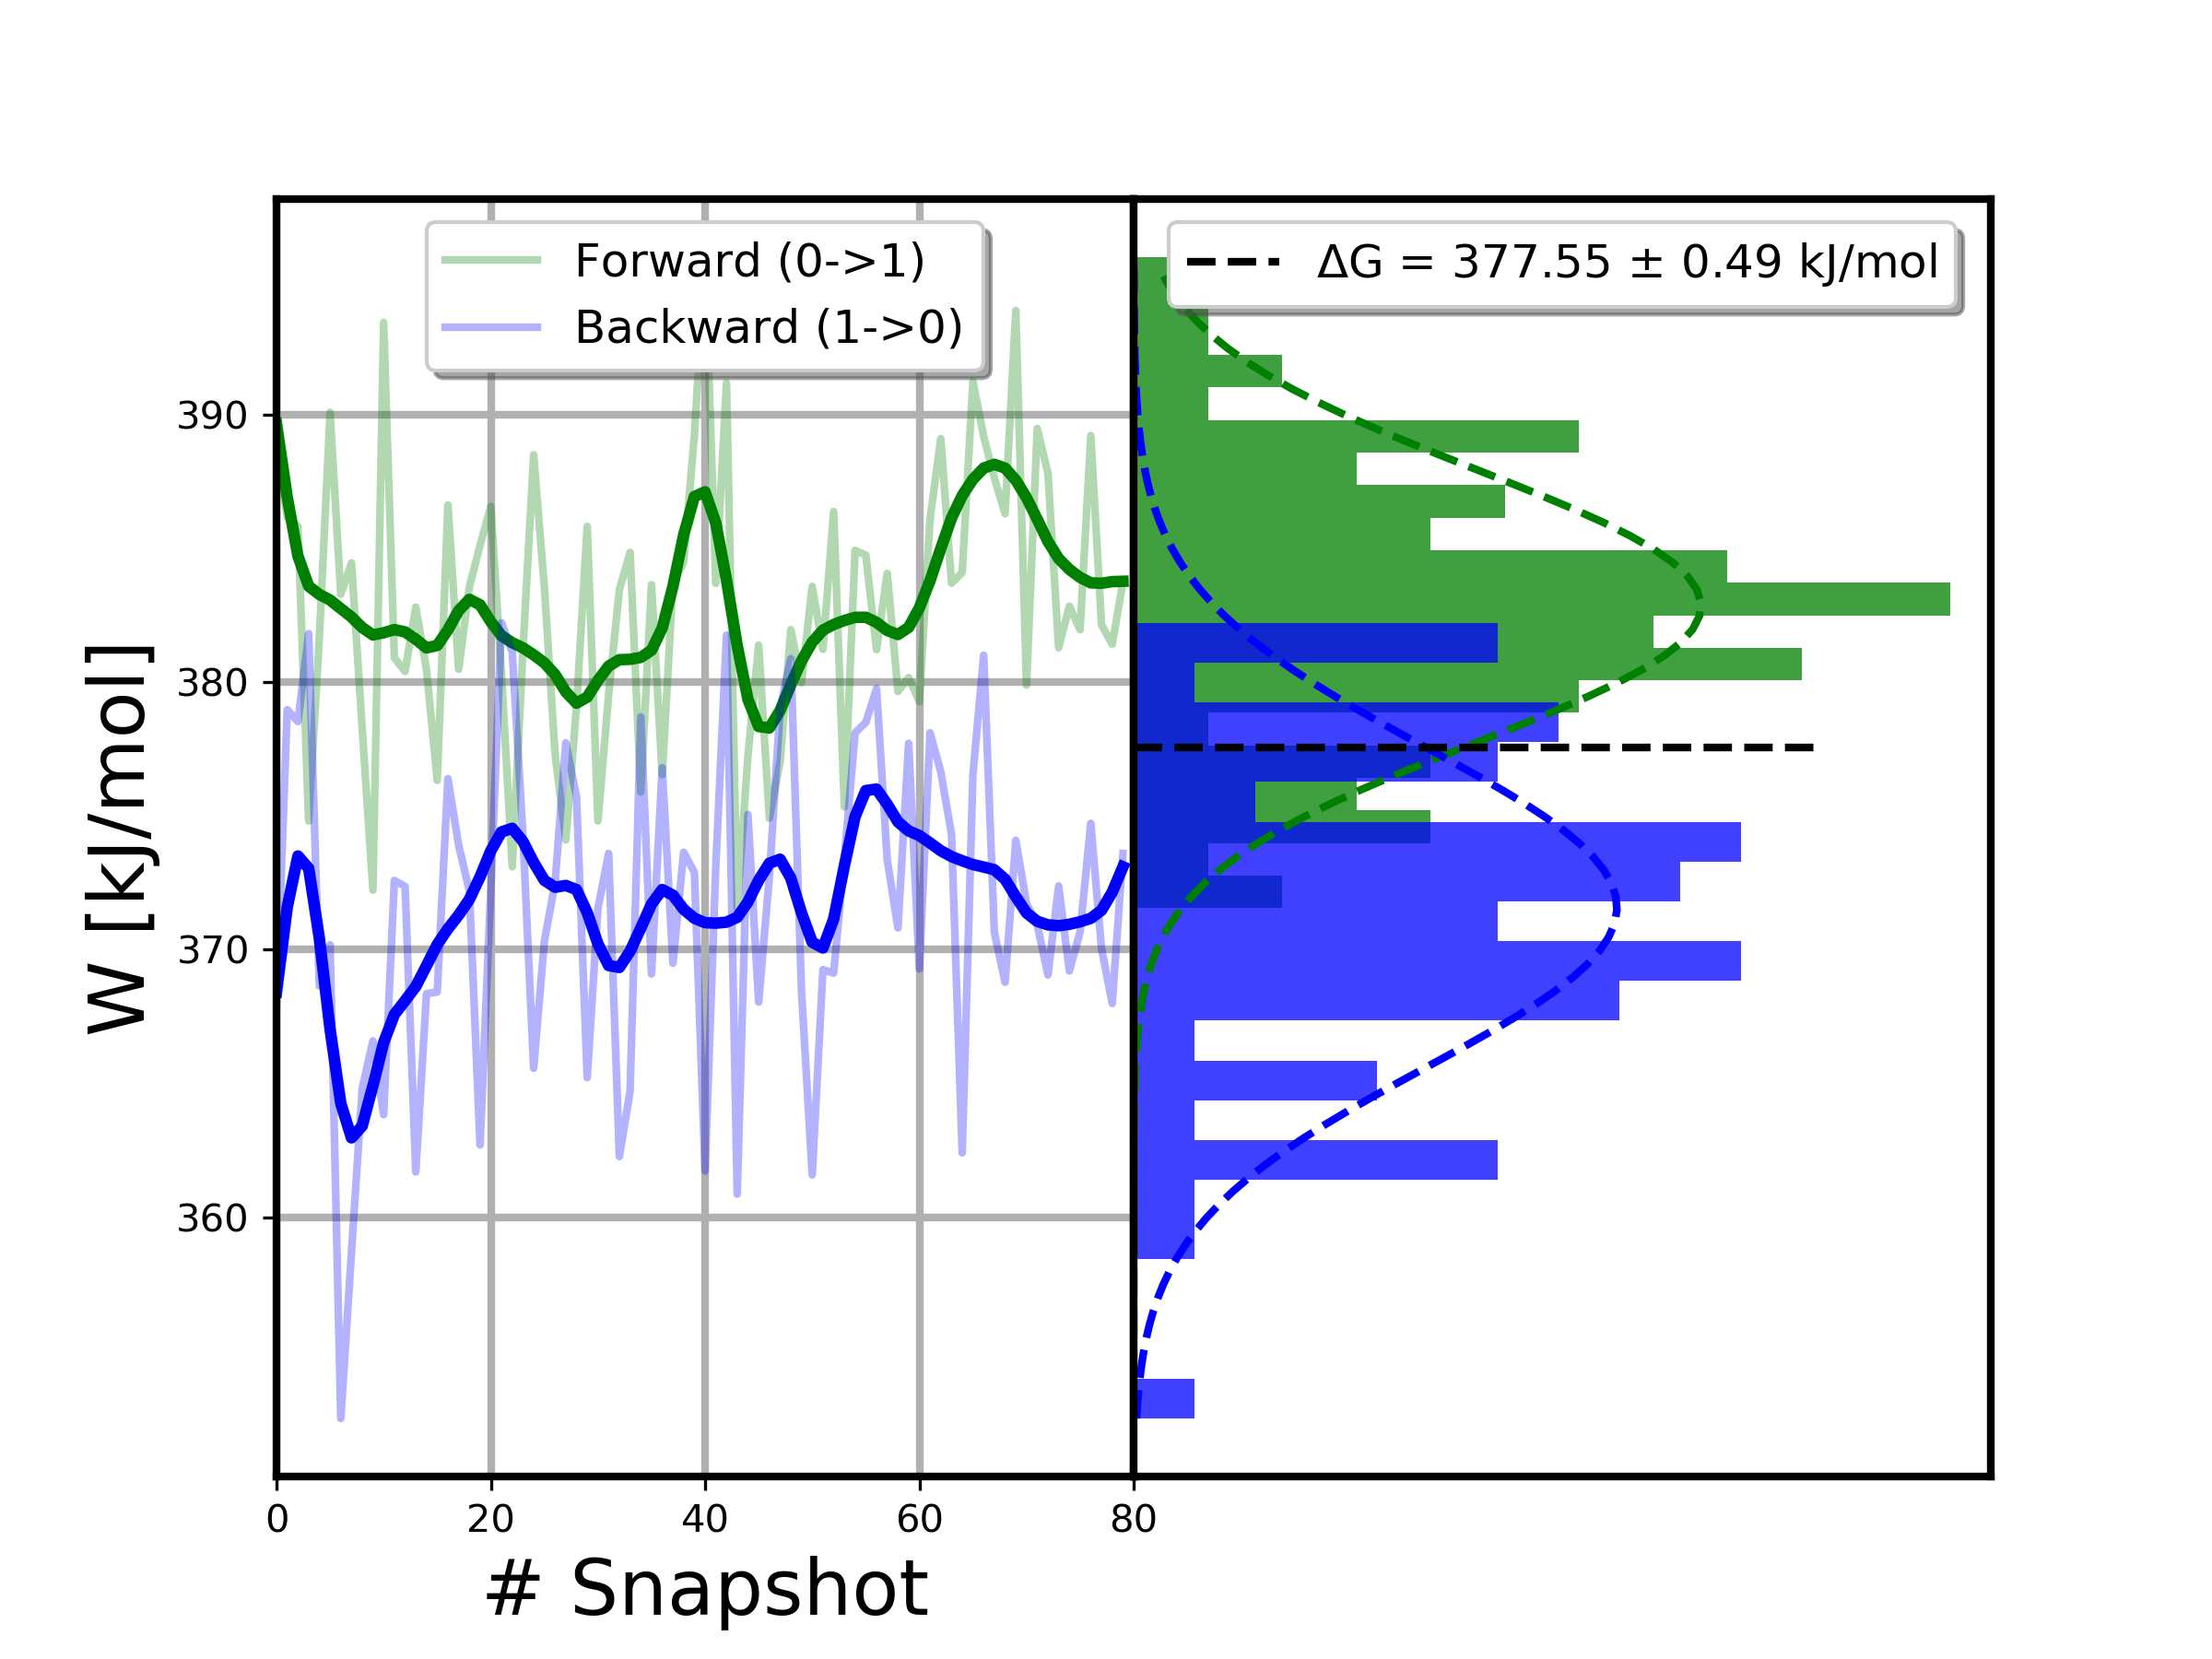 Forward (0->1)
Backward (1->0)
ΔG = 377.55 ± 0.49 kJ/mol
W [kJ/mol]
390
380
370
360
0 20 40 60 80
# Snapshot